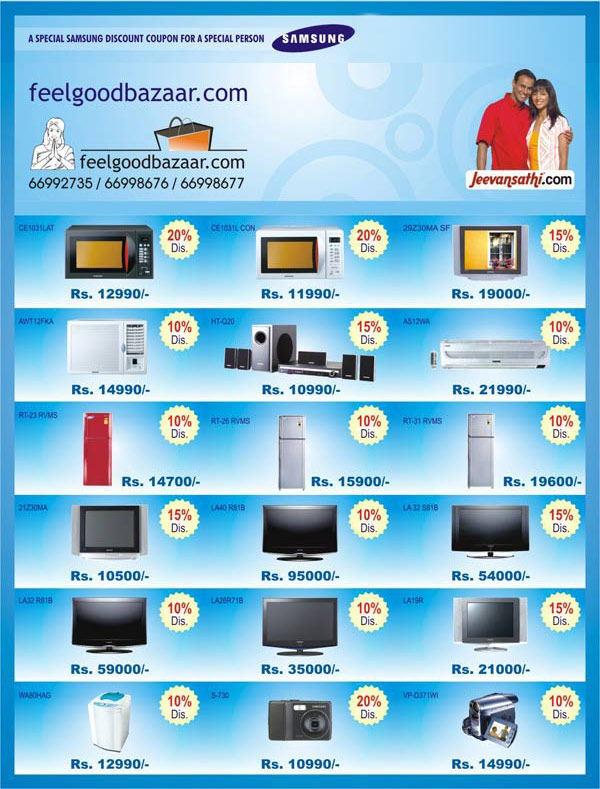 A SPECIAL SAMSUNG DISCOUNT COUPON FOR A SPECIAL PERSON SAMSUNG
feelgoodbazaar.com
feelgoodbazaar.com
66992735 / 66998676 / 66998677
Jeevansathi.com
CE1031LAT 20% Dis.
Rs. 12990/-
CE1031L CON 20% Dis.
Rs. 11990/-
29Z30MA SF 15% Dis.
Rs. 19000/-
AWT12FKA 10% Dis.
Rs. 14990/-
HT-Q20 15% Dis.
Rs. 10990/-
AS12WA 10% Dis.
Rs. 21990/-
RT-23 RVMS 10% Dis.
Rs. 14700/-
RT-26 RVMS 10% Dis.
Rs. 15900/-
RT-31 RVMS 10% Dis.
Rs. 19600/-
21Z30MA 15% Dis.
Rs. 10500/-
LA40 R81B 10% Dis.
Rs. 95000/-
LA 32 S81B 15% Dis.
Rs. 54000/-
LA32 R81B 10% Dis.
Rs. 59000/-
LA26R71B 10% Dis.
Rs. 35000/-
LA19R 15% Dis.
Rs. 21000/-
WA80HAG 10% Dis.
Rs. 12990/-
S-730 20% Dis.
Rs. 10990/-
VP-D371WI 10% Dis.
Rs. 14990/-